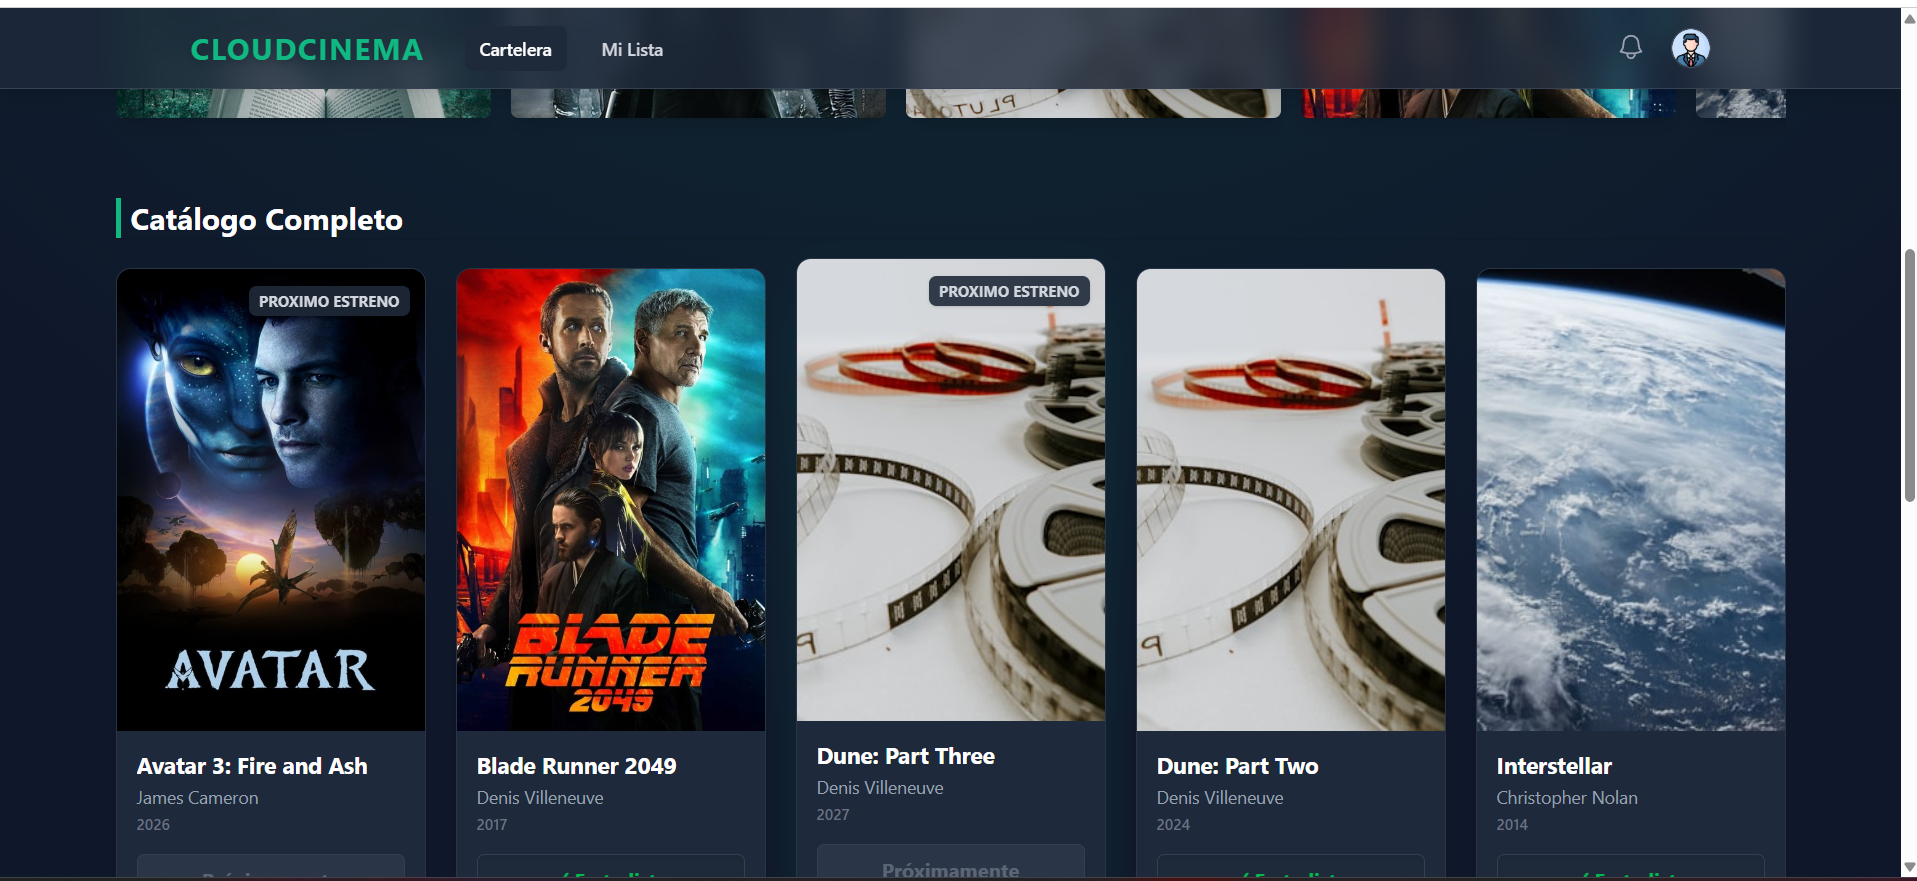 CLOUDCINEMA
Cartelera
Mi Lista
PLUTO
Catálogo Completo
PROXIMO ESTRENO
AVATAR
Avatar 3: Fire and Ash
James Cameron
2026
BLADE
RUNNER
2049
Blade Runner 2049
Denis Villeneuve
2017
PROXIMO ESTRENO
Dune: Part Three
Denis Villeneuve
2027
Próximamente
Dune: Part Two
Denis Villeneuve
2024
Interstellar
Christopher Nolan
2014